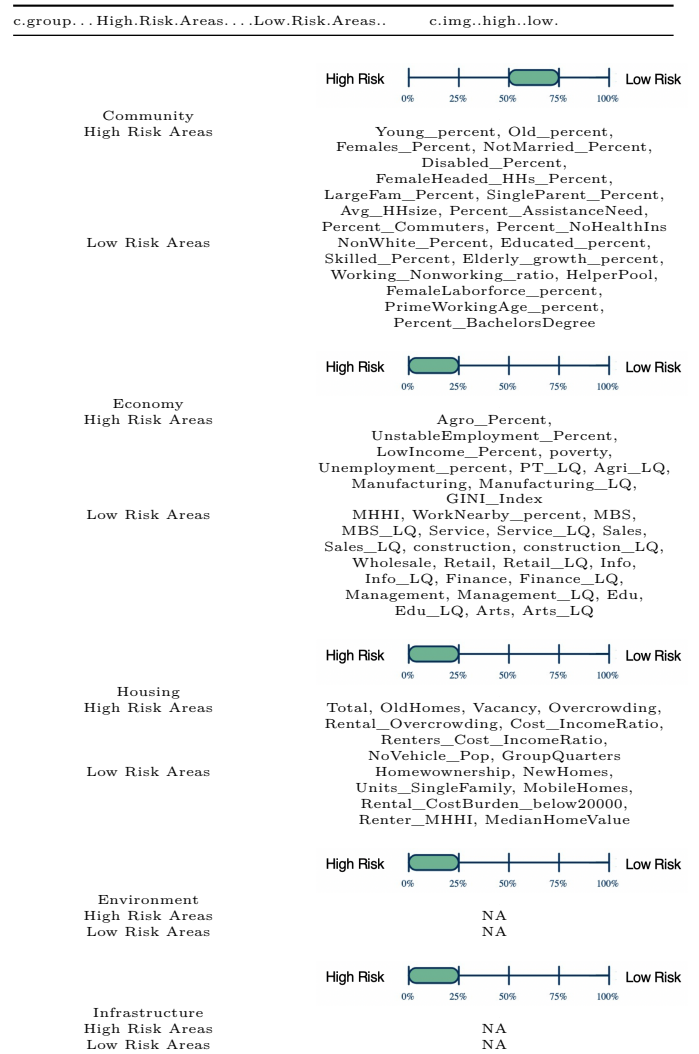 c.group...High.Risk.Areas....Low.Risk.Areas.. c.img..high..low.
High Risk Low Risk
0% 25% 50% 75% 100%
Community
High Risk Areas Young_percent, Old_percent,
Females_Percent, NotMarried_Percent,
Disabled_Percent,
FemaleHeaded_HHs_Percent,
LargeFam_Percent, SingleParent_Percent,
Avg_HHsize, Percent_AssistanceNeed,
Percent_Commuters, Percent_NoHealthIns
Low Risk Areas NonWhite_Percent, Educated_percent,
Skilled_Percent, Elderly_growth_percent,
Working_Nonworking_ratio, HelperPool,
FemaleLaborforce_percent,
PrimeWorkingAge_percent,
Percent_BachelorsDegree
High Risk Low Risk
0% 25% 50% 75% 100%
Economy
High Risk Areas Agro_Percent,
UnstableEmployment_Percent,
LowIncome_Percent, poverty,
Unemployment_percent, PT_LQ, Agri_LQ,
Manufacturing, Manufacturing_LQ,
GINI_Index
Low Risk Areas MHHI, WorkNearby_percent, MBS,
MBS_LQ, Service, Service_LQ, Sales,
Sales_LQ, construction, construction_LQ,
Wholesale, Retail, Retail_LQ, Info,
Info_LQ, Finance, Finance_LQ,
Management, Management_LQ, Edu,
Edu_LQ, Arts, Arts_LQ
High Risk Low Risk
0% 25% 50% 75% 100%
Housing
High Risk Areas Total, OldHomes, Vacancy, Overcrowding,
Rental_Overcrowding, Cost_IncomeRatio,
Renters_Cost_IncomeRatio,
NoVehicle_Pop, GroupQuarters
Low Risk Areas Homewownership, NewHomes,
Units_SingleFamily, MobileHomes,
Rental_CostBurden_below20000,
Renter_MHHI, MedianHomeValue
High Risk Low Risk
0% 25% 50% 75% 100%
Environment
High Risk Areas NA
Low Risk Areas NA
High Risk Low Risk
0% 25% 50% 75% 100%
Infrastructure
High Risk Areas NA
Low Risk Areas NA